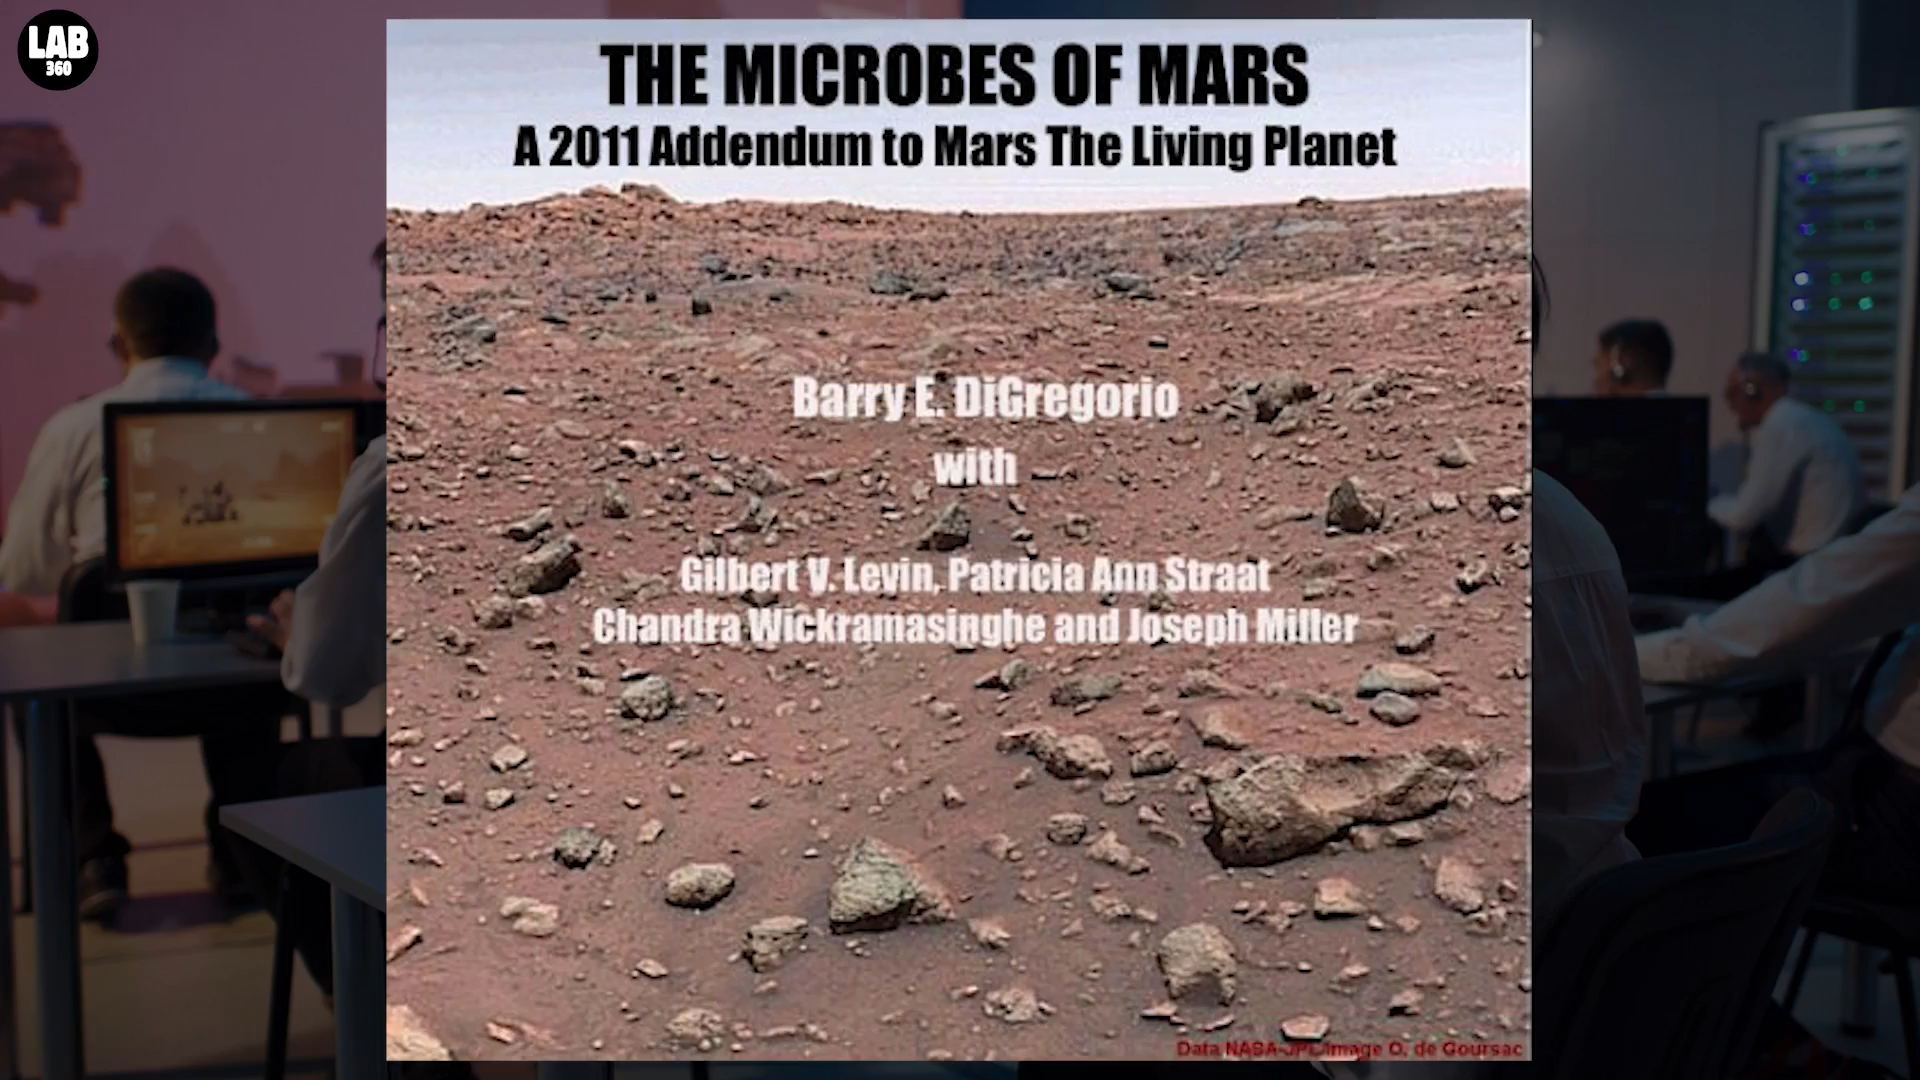 LAB
360
THE MICROBES OF MARS
A 2011 Addendum to Mars The Living Planet
Barry E. DiGregorio
with
Gilbert V. Levin, Patricia Ann Straat
Chandra Wickramasinghe and Joseph Miller
Data NASA-JPL Image O. de Goursac